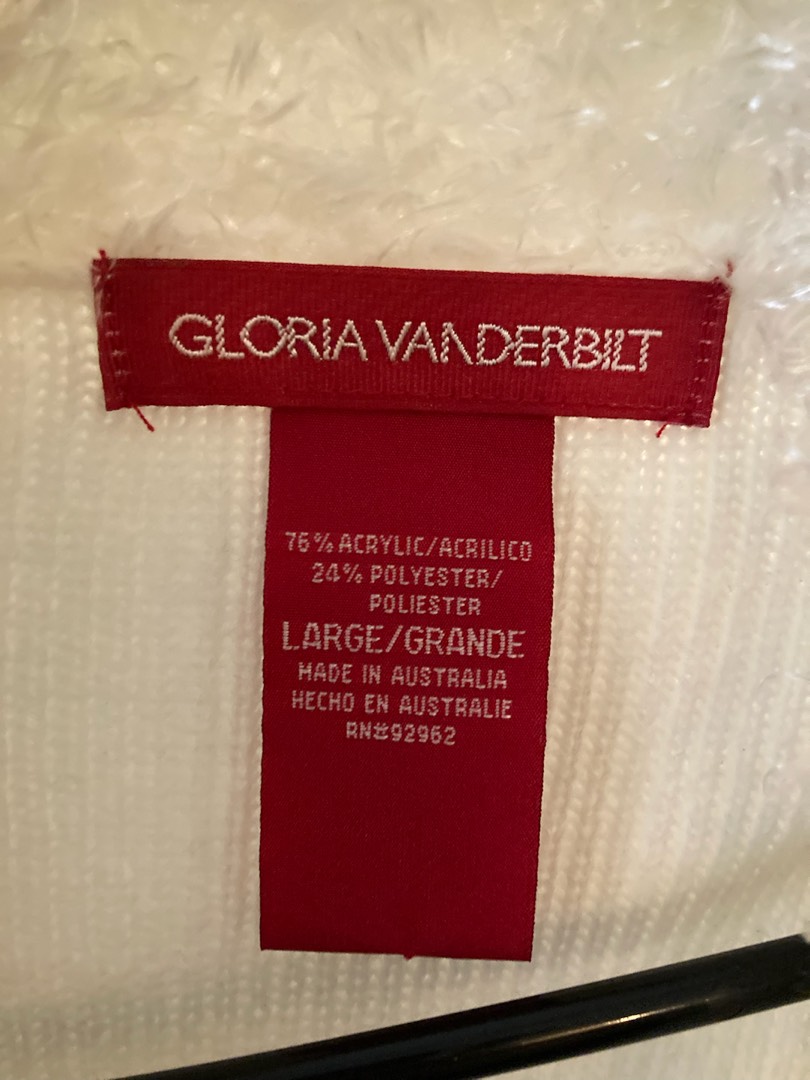 GLORIA VANDERBILT
76% ACRYLIC/ACRILICO
24% POLYESTER/
POLIESTER
LARGE/GRANDE
MADE IN AUSTRALIA
HECHO EN AUSTRALIE
RN#92962